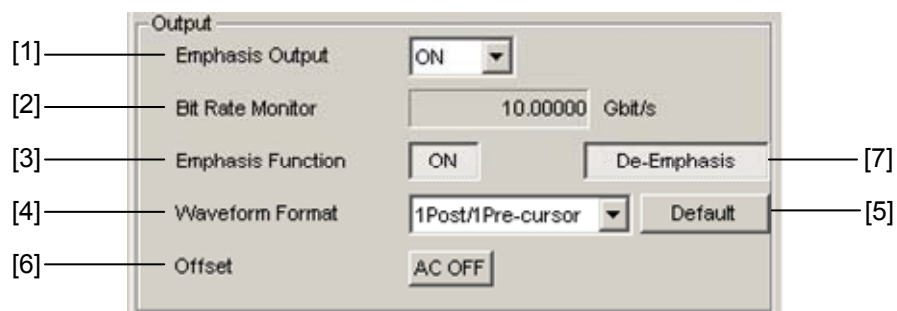 Output
[1] Emphasis Output ON
[2] Bit Rate Monitor 10.00000 Gbit/s
[3] Emphasis Function ON De-Emphasis [7]
[4] Waveform Format 1Post/1Pre-cursor Default [5]
[6] Offset AC OFF